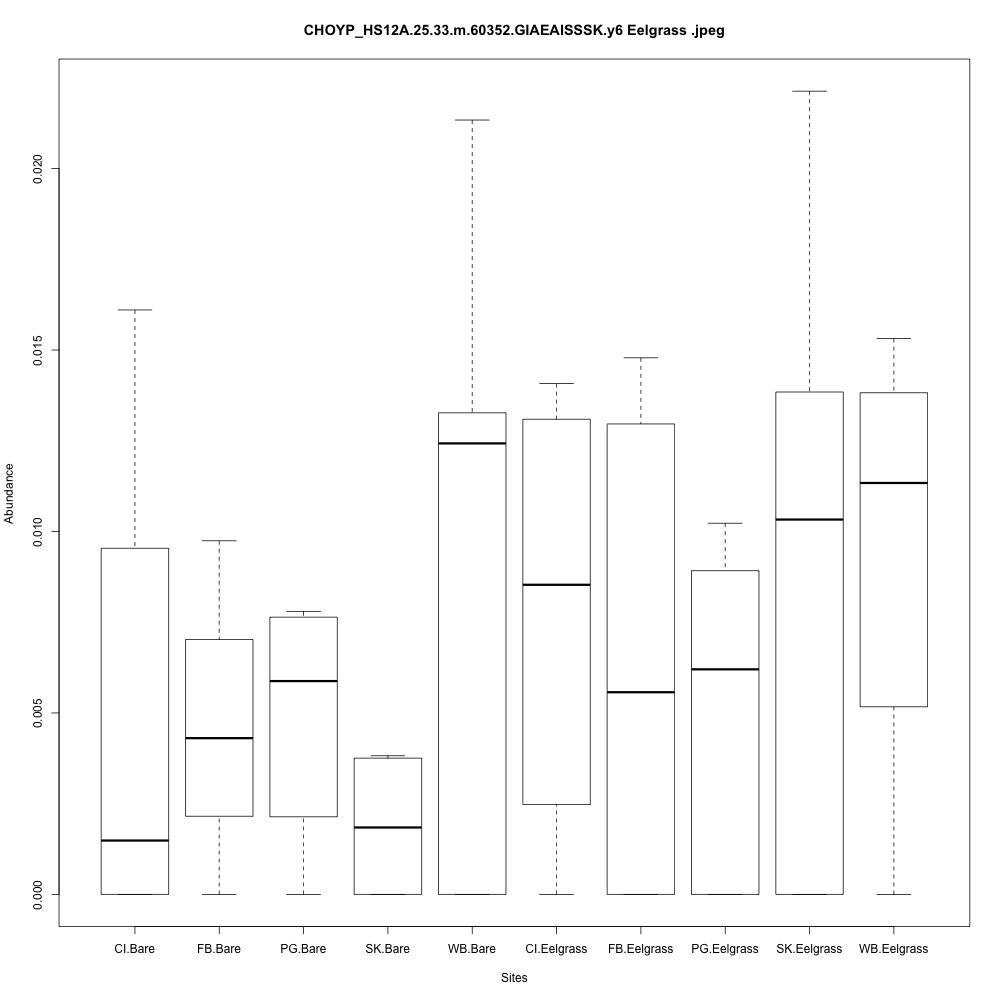 CHOYP_HS12A.25.33.m.60352.GIAEAISSSK.y6 Eelgrass .jpeg
Abundance
0.020
0.015
0.010
0.005
0.000
CI.Bare FB.Bare PG.Bare SK.Bare WB.Bare CI.Eelgrass FB.Eelgrass PG.Eelgrass SK.Eelgrass WB.Eelgrass
Sites